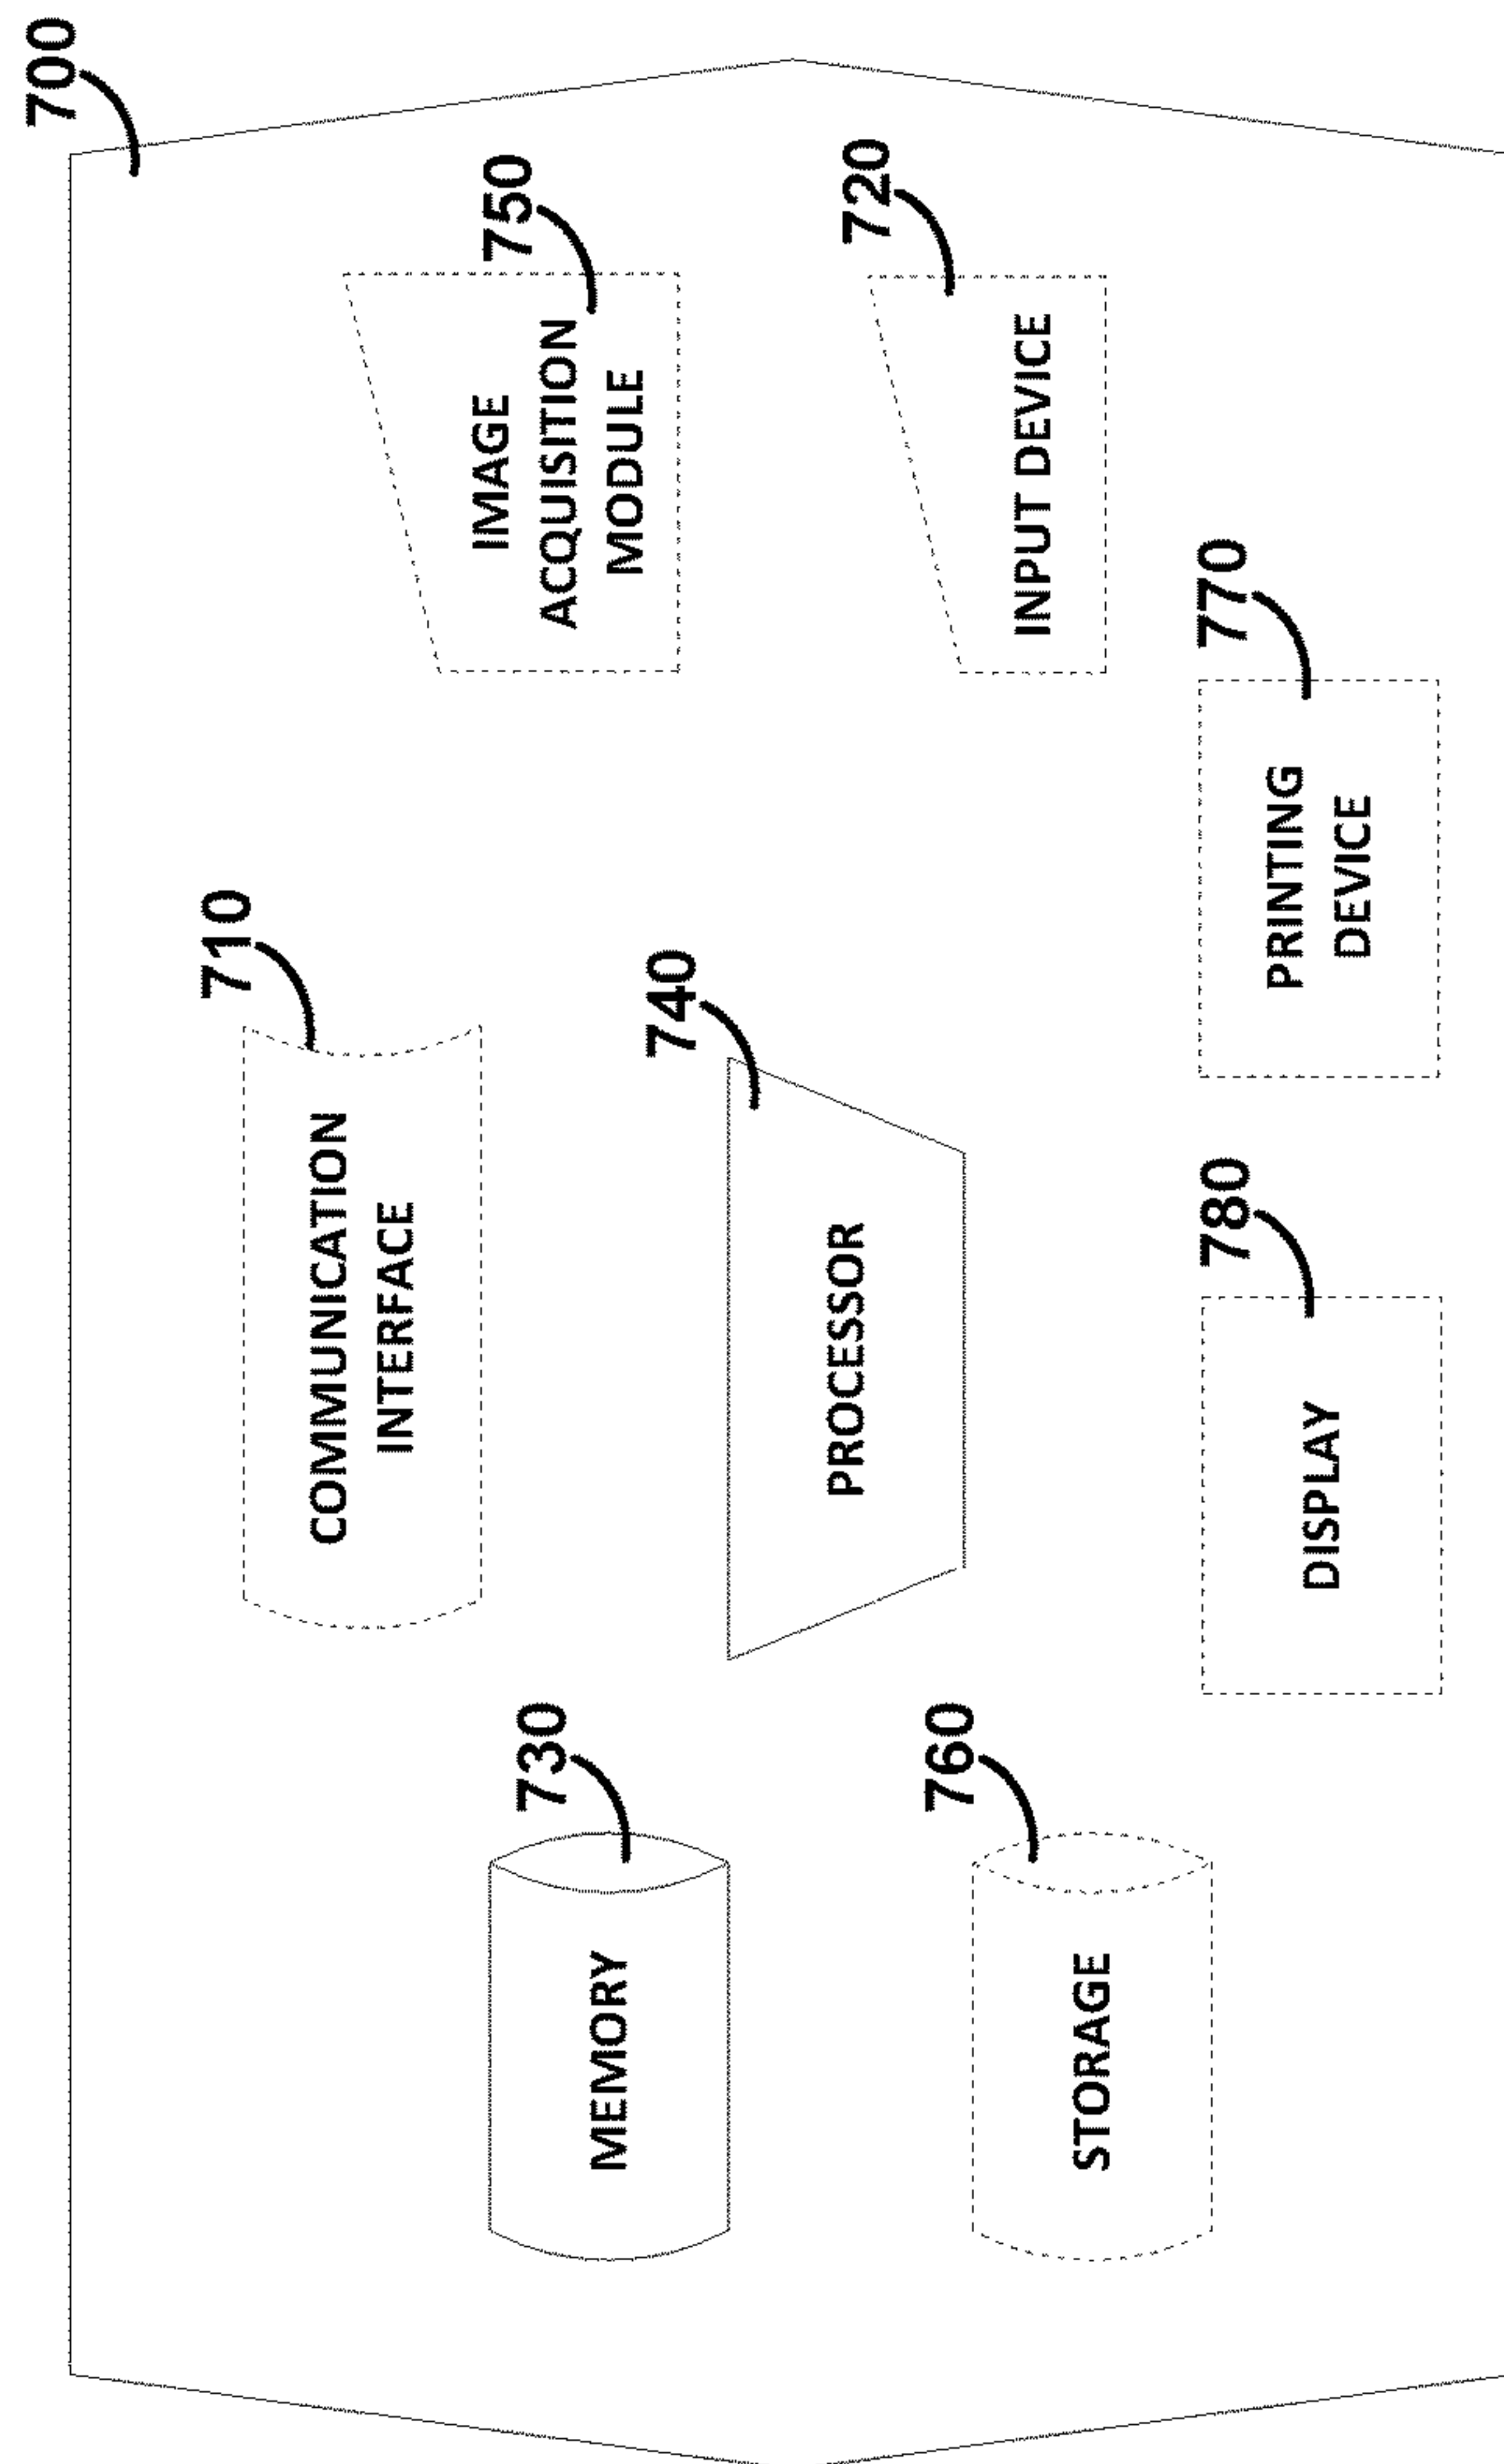 700
710
COMMUNICATION
INTERFACE
750
IMAGE
ACQUISITION
MODULE
730
MEMORY
740
PROCESSOR
720
INPUT DEVICE
760
STORAGE
780
DISPLAY
770
PRINTING
DEVICE